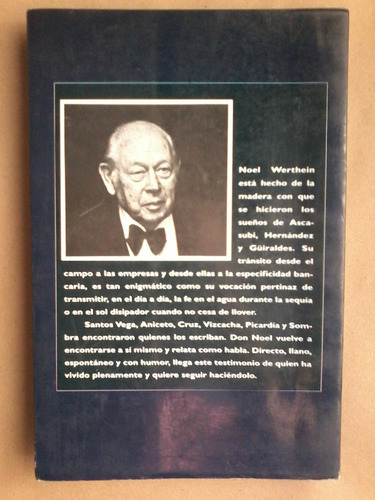 Noel Werthein
está hecho de la
madera con que
se hicieron los
sueños de Asca-
subi, Hernández
y Güiraldes. Su
tránsito desde el
campo a las empresas y desde ellas a la especificidad ban-
caria, es tan enigmático como su vocación pertinaz de
transmitir, en el día a día, la fe en el agua durante la sequía
o en el sol disipador cuando no cesa de llover.
Santos Vega, Aniceto, Cruz, Vizcacha, Picardía y Som-
bra encontraron quienes los escriban. Don Noel vuelve a
encontrarse a sí mismo y relata como habla. Directo, llano,
espontáneo y con humor, llega este testimonio de quien ha
vivido plenamente y quiere seguir haciéndolo.